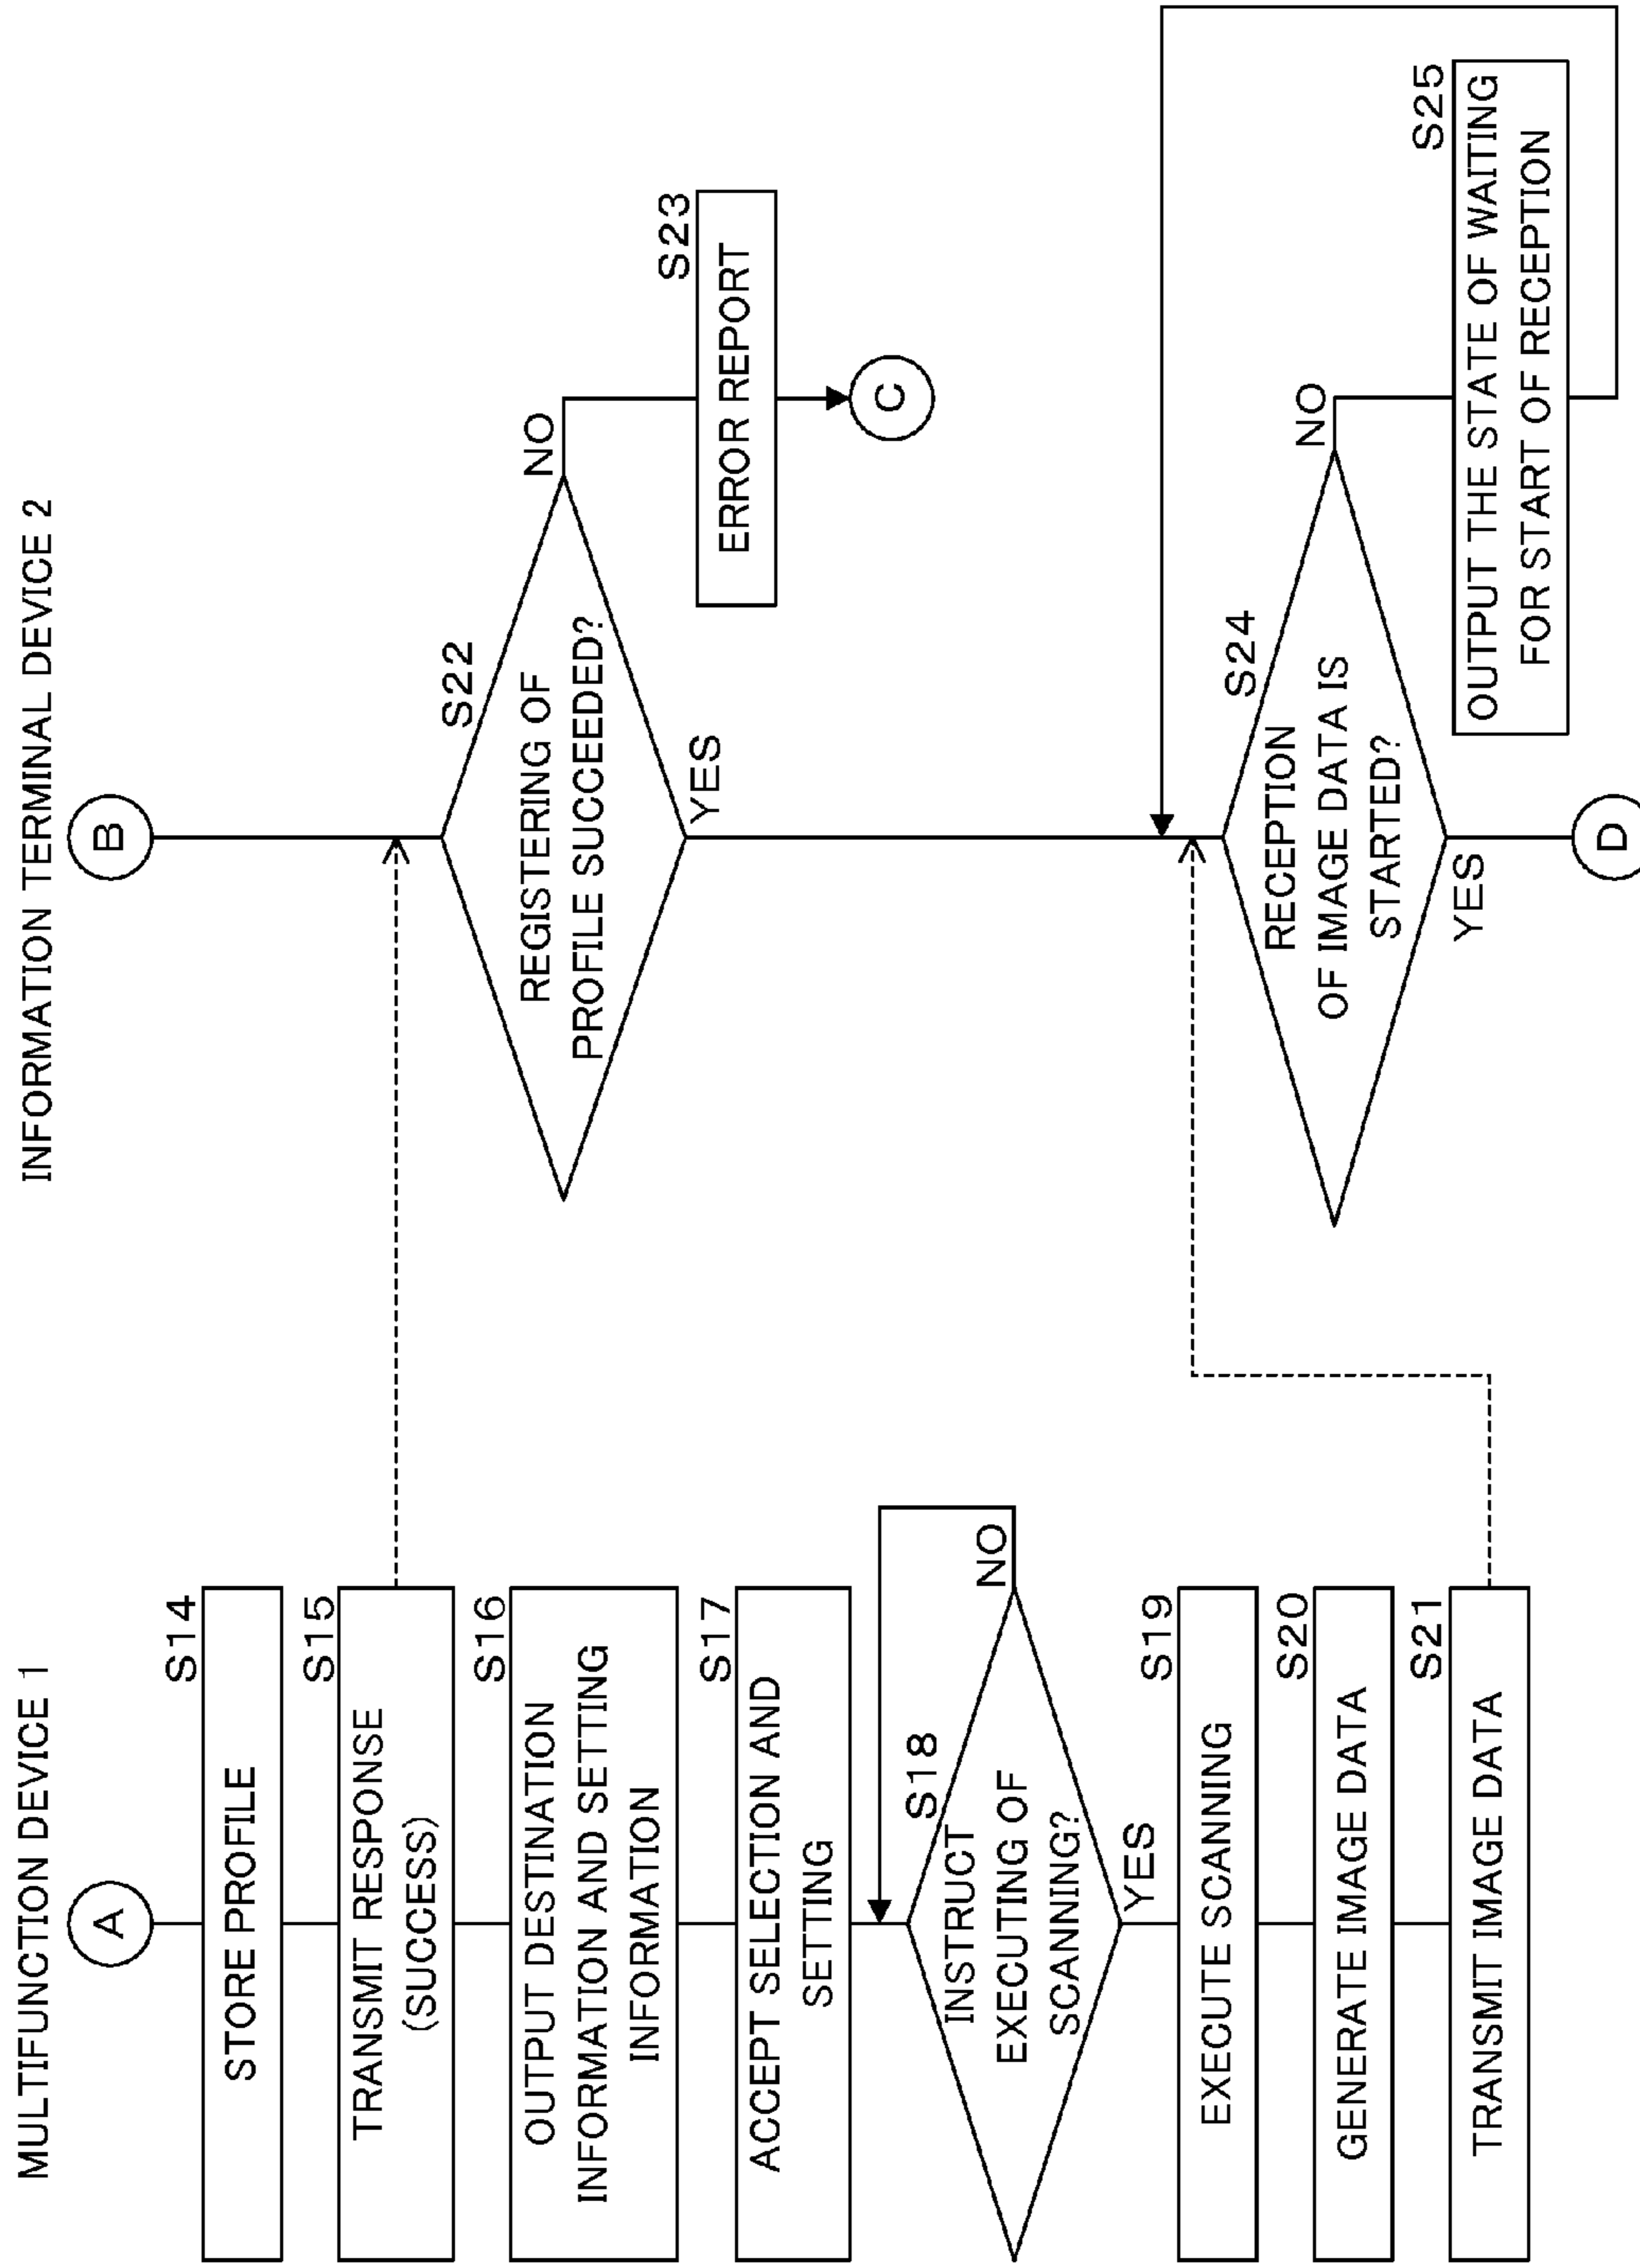 MULTIFUNCTION DEVICE 1
A
S14
STORE PROFILE
S15
TRANSMIT RESPONSE
(SUCCESS)
S16
OUTPUT DESTINATION
INFORMATION AND SETTING
INFORMATION
S17
ACCEPT SELECTION AND
SETTING
S18
INSTRUCT
EXECUTING OF
SCANNING?
NO
YES
S19
EXECUTE SCANNING
S20
GENERATE IMAGE DATA
S21
TRANSMIT IMAGE DATA
INFORMATION TERMINAL DEVICE 2
B
S22
REGISTERING OF
PROFILE SUCCEEDED?
NO
YES
S23
ERROR REPORT
C
S24
RECEPTION
OF IMAGE DATA IS
STARTED?
NO
YES
S25
OUTPUT THE STATE OF WAITING
FOR START OF RECEPTION
D